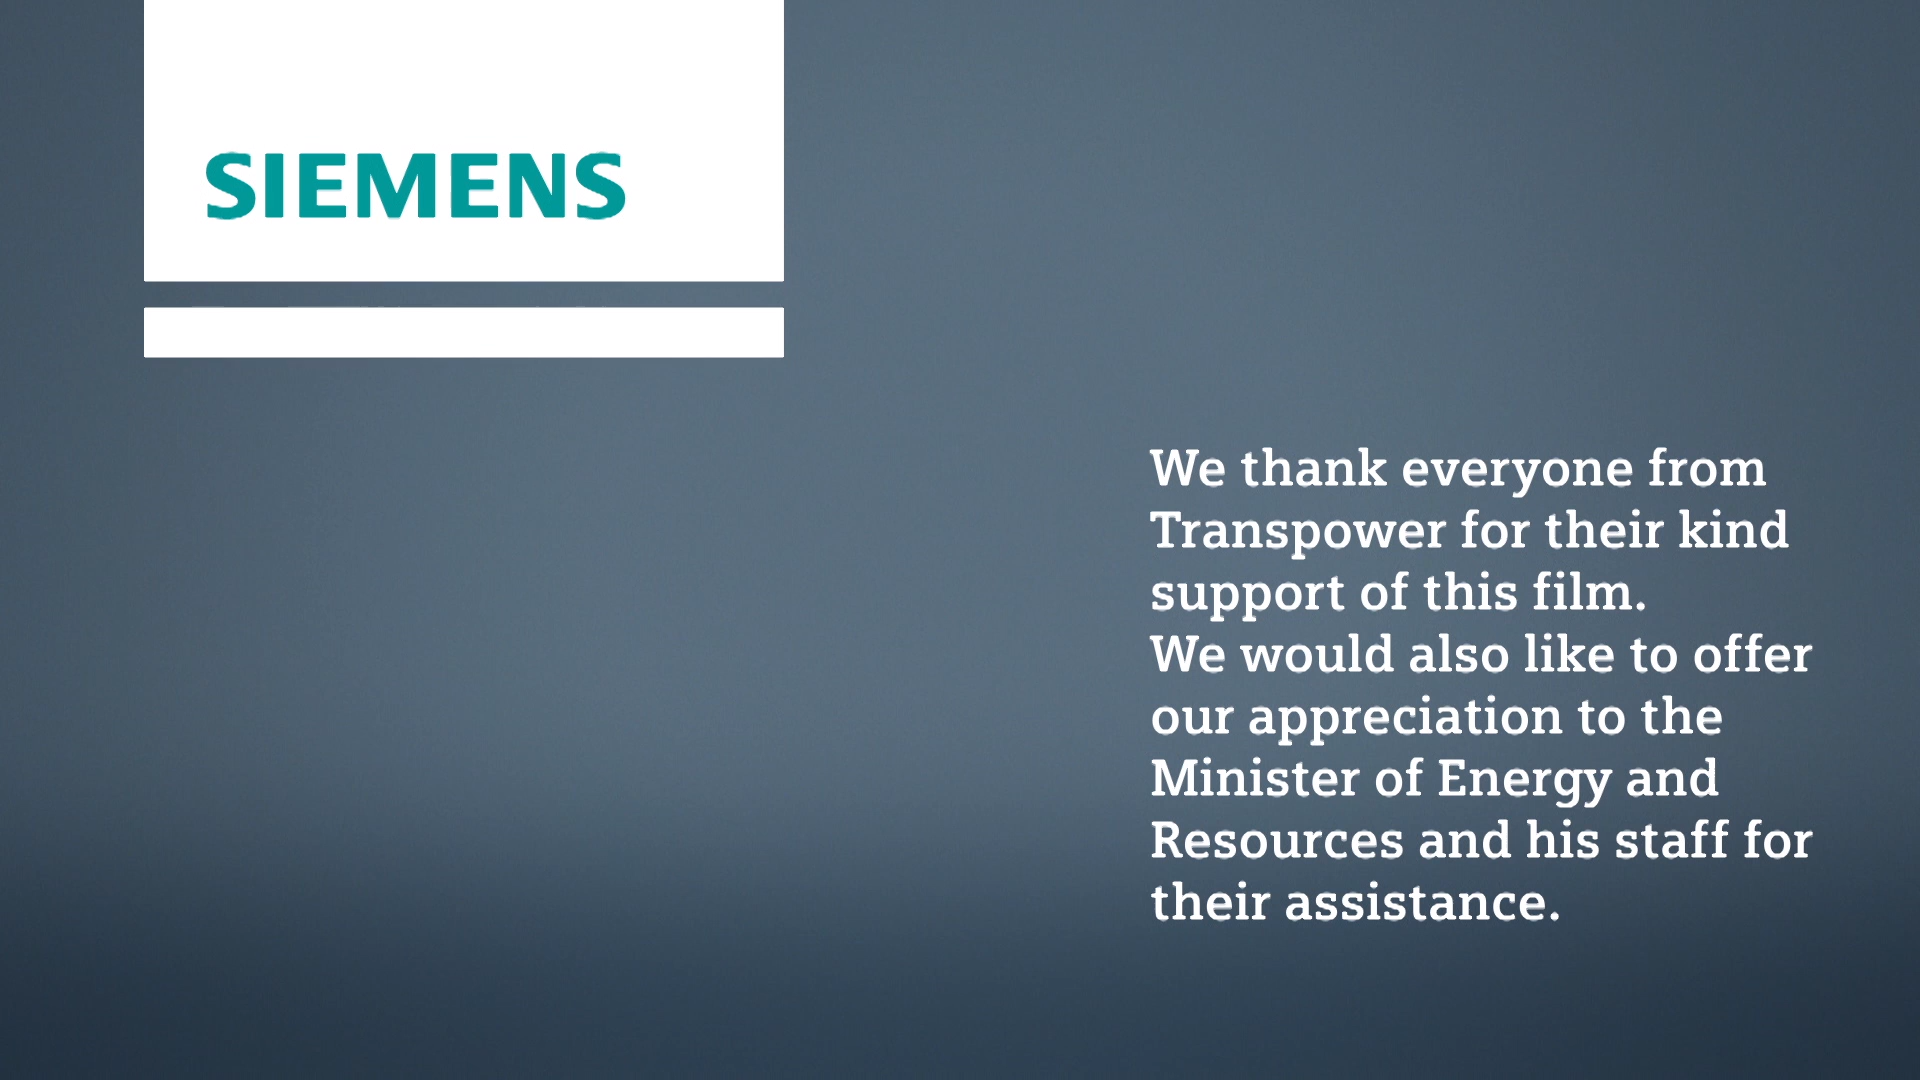 SIEMENS
We thank everyone from
Transpower for their kind
support of this film.
We would also like to offer
our appreciation to the
Minister of Energy and
Resources and his staff for
their assistance.